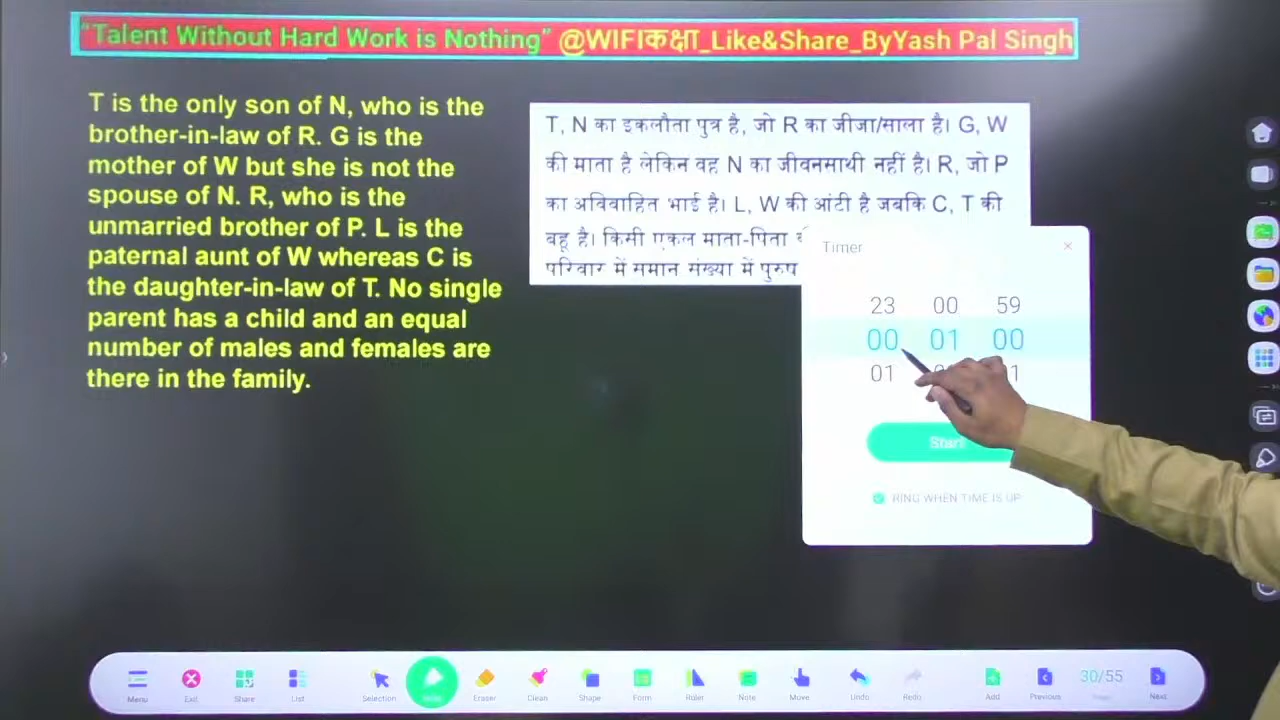 "Talent Without Hard Work is Nothing" @WIFIकक्षा_Like&Share_ByYash Pal Singh
T is the only son of N, who is the
brother-in-law of R. G is the
mother of W but she is not the
spouse of N. R, who is the
unmarried brother of P. L is the
paternal aunt of W whereas C is
the daughter-in-law of T. No single
parent has a child and an equal
number of males and females are
there in the family.
T, N का इकलौता पुत्र है, जो R का जीजा/साला है। G, W
की माता है लेकिन वह N का जीवनसाथी नहीं है। R, जो P
का अविवाहित भाई है। L, W की आंटी है जबकि C, T की
बहू है। किसी एकल माता-पिता
परिवार में समान संख्या में पुरुष
Timer
23 00 59
00 01 00
01
Start
RING WHEN TIME IS UP
Menu Exit Share List Selection Eraser Clean Shape Form Ruler Note Move Undo Redo Add Previous 30/55 Next